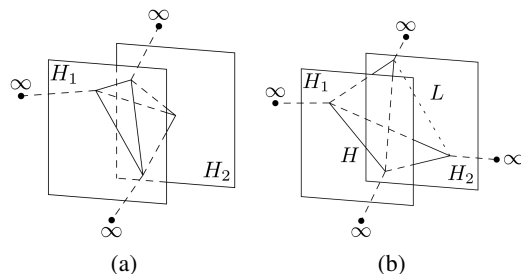 ∞ ∞
H₁ H₁ L
∞ ∞
H ∞
H₂ H₂
∞ ∞
(a) (b)